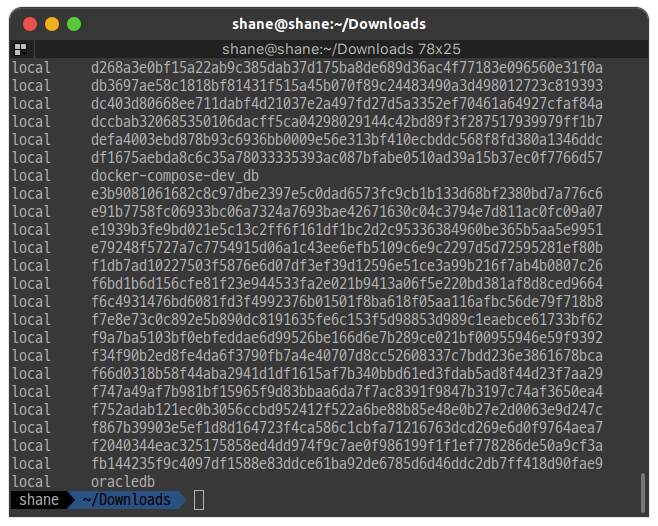 shane@shane:~/Downloads
shane@shane:~/Downloads 78x25
local d268a3e0bf15a22ab9c385dab37d175ba8de689d36ac4f77183e096560e31f0a
local db3697ae58c1818bf81431f515a45b070f89c24483490a3d498012723c819393
local dc403d80668ee711dabf4d21037e2a497fd27d5a3352ef70461a64927cfaf84a
local dccbab320685350106dacff5ca04298029144c42bd89f3f287517939979ff1b7
local defa4003ebd878b93c6936bb0009e56e313bf410ecbddc568f8fd380a1346ddc
local df1675aebda8c6c35a78033335393ac087bfabe0510ad39a15b37ec0f7766d57
local docker-compose-dev_db
local e3b9081061682c8c97dbe2397e5c0dad6573fc9cb1b133d68bf2380bd7a776c6
local e91b7758fc06933bc06a7324a7693bae42671630c04c3794e7d811ac0fc09a07
local e1939b3fe9bd021e5c13c2ff6f161df1bc2d2c95336384960be365b5aa5e9951
local e79248f5727a7c7754915d06a1c43ee6efb5109c6e9c2297d5d72595281ef80b
local f1db7ad10227503f5876e6d07df3ef39d12596e51ce3a99b216f7ab4b0807c26
local f6bd1b6d156cfe81f23e944533fa2e021b9413a06f5e220bd381af8d8ced9664
local f6c4931476bd6081fd3f4992376b01501f8ba618f05aa116afbc56de79f718b8
local f7e8e73c0c892e5b890dc8191635fe6c153f5d98853d989c1eaebce61733bf62
local f9a7ba5103bf0ebfeddae6d99526be166d6e7b289ce021bf00955946e59f9392
local f34f90b2ed8fe4da6f3790fb7a4e40707d8cc52608337c7bdd236e3861678bca
local f66d0318b58f44aba2941d1df1615af7b340bbd61ed3fdab5ad8f44d23f7aa29
local f747a49af7b981bf15965f9d83bbaa6da7f7ac8391f9847b3197c74af3650ea4
local f752adab121ec0b3056ccbd952412f522a6be88b85e48e0b27e2d0063e9d247c
local f867b39903e5ef1d8d164723f4ca586c1cbfa71216763dcd269e6d0f9764aea7
local f2040344eac325175858ed4dd974f9c7ae0f986199f1f1ef778286de50a9cf3a
local fb144235f9c4097df1588e83ddce61ba92de6785d6d46ddc2db7ff418d90fae9
local oracledb
shane ~/Downloads